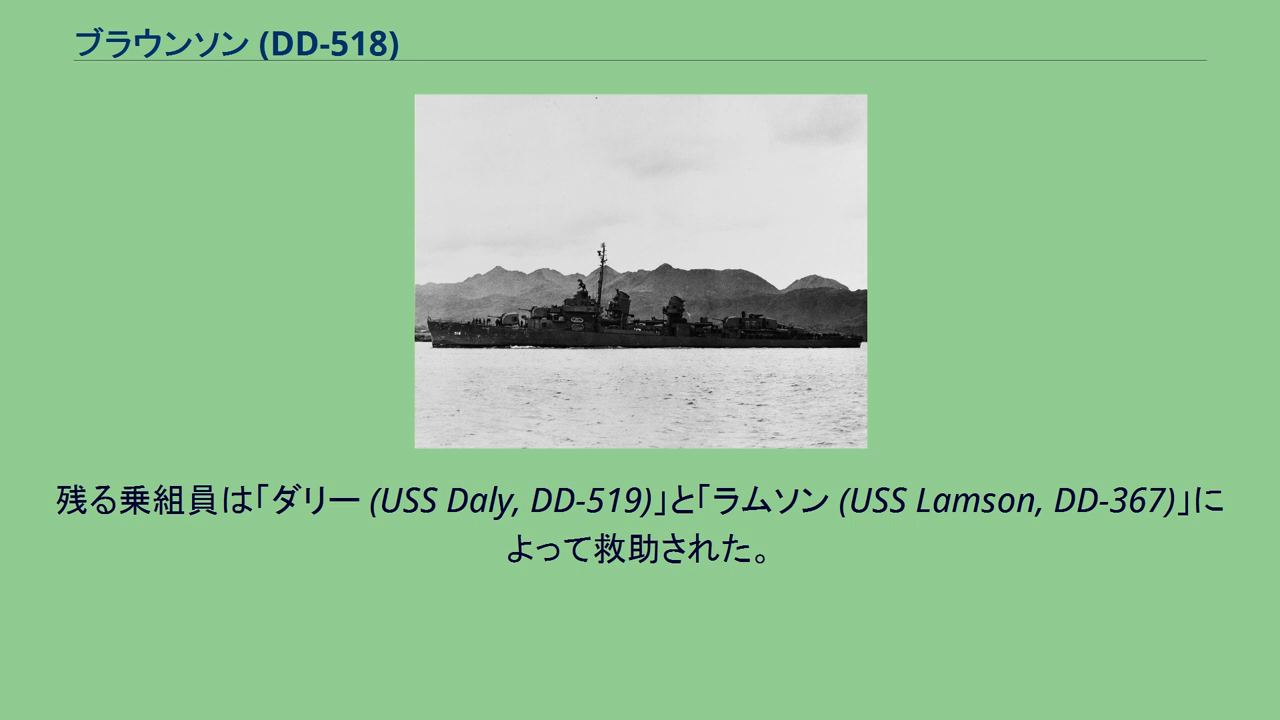 ブラウンソン (DD-518)
残る乗組員は「ダリー (USS Daly, DD-519)」と「ラムソン (USS Lamson, DD-367)」に
よって救助された。